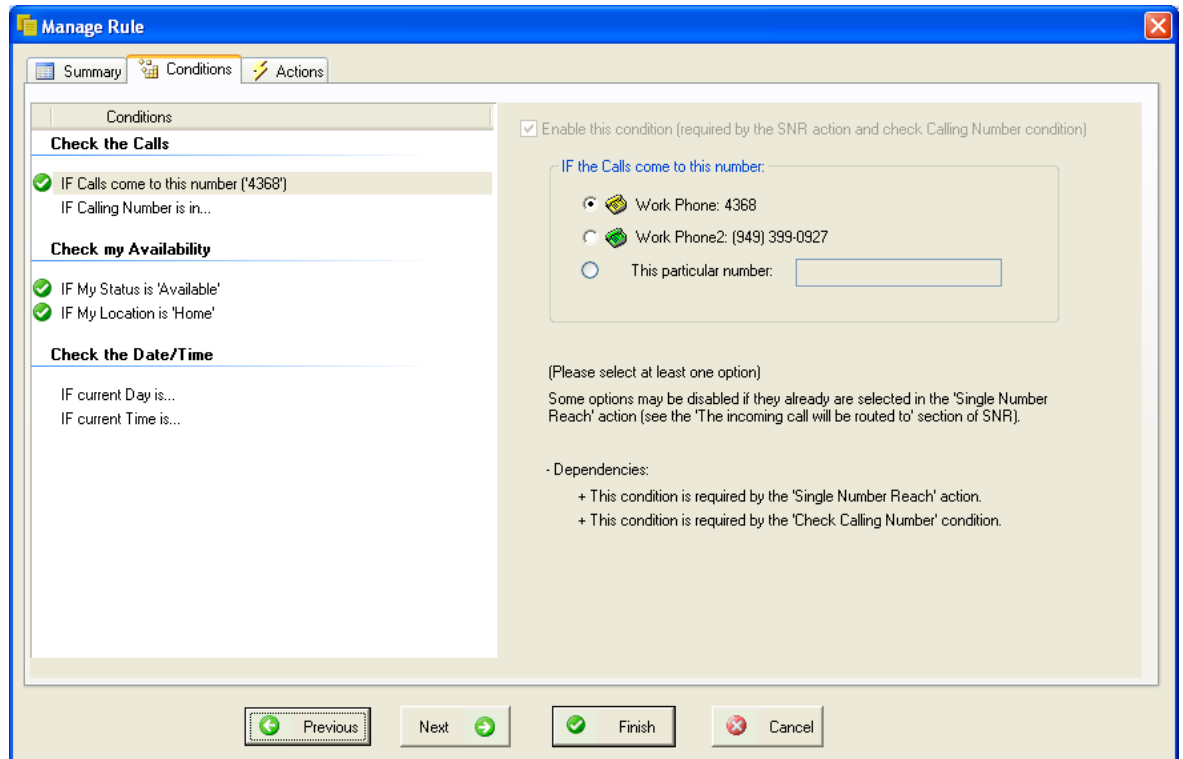 Manage Rule
Summary
Conditions
Actions
Conditions
Check the Calls
IF Calls come to this number ('4368')
IF Calling Number is in...
Check my Availability
IF My Status is 'Available'
IF My Location is 'Home'
Check the Date/Time
IF current Day is...
IF current Time is...
Enable this condition (required by the SNR action and check Calling Number condition)
IF the Calls come to this number:
Work Phone: 4368
Work Phone2: (949) 399-0927
This particular number:
(Please select at least one option)
Some options may be disabled if they already are selected in the 'Single Number
Reach' action (see the 'The incoming call will be routed to' section of SNR).
- Dependencies:
+ This condition is required by the 'Single Number Reach' action.
+ This condition is required by the 'Check Calling Number' condition.
Previous
Next
Finish
Cancel